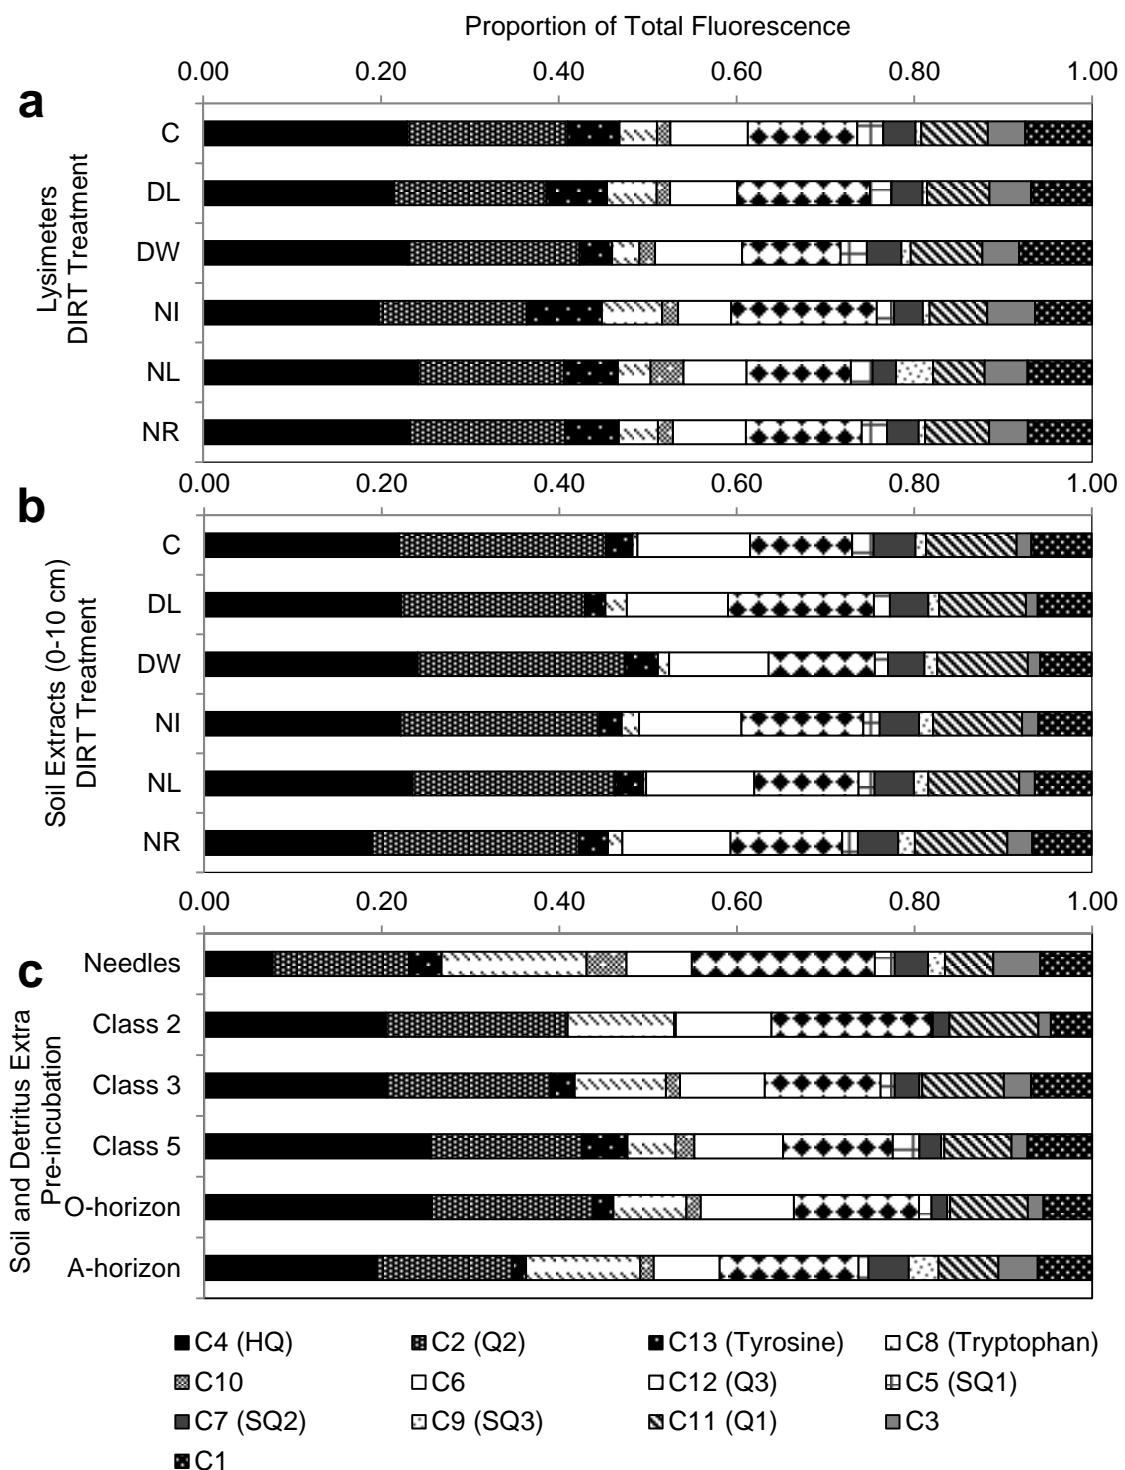 Proportion of Total Fluorescence
0.00 0.20 0.40 0.60 0.80 1.00
a
Lysimeters
DIRT Treatment
C
DL
DW
NI
NL
NR
0.00 0.20 0.40 0.60 0.80 1.00
b
Soil Extracts (0-10 cm)
DIRT Treatment
C
DL
DW
NI
NL
NR
0.00 0.20 0.40 0.60 0.80 1.00
c
Soil and Detritus Extra
Pre-incubation
Needles
Class 2
Class 3
Class 5
O-horizon
A-horizon
C4 (HQ) C2 (Q2) C13 (Tyrosine) C8 (Tryptophan)
C10 C6 C12 (Q3) C5 (SQ1)
C7 (SQ2) C9 (SQ3) C11 (Q1) C3
C1